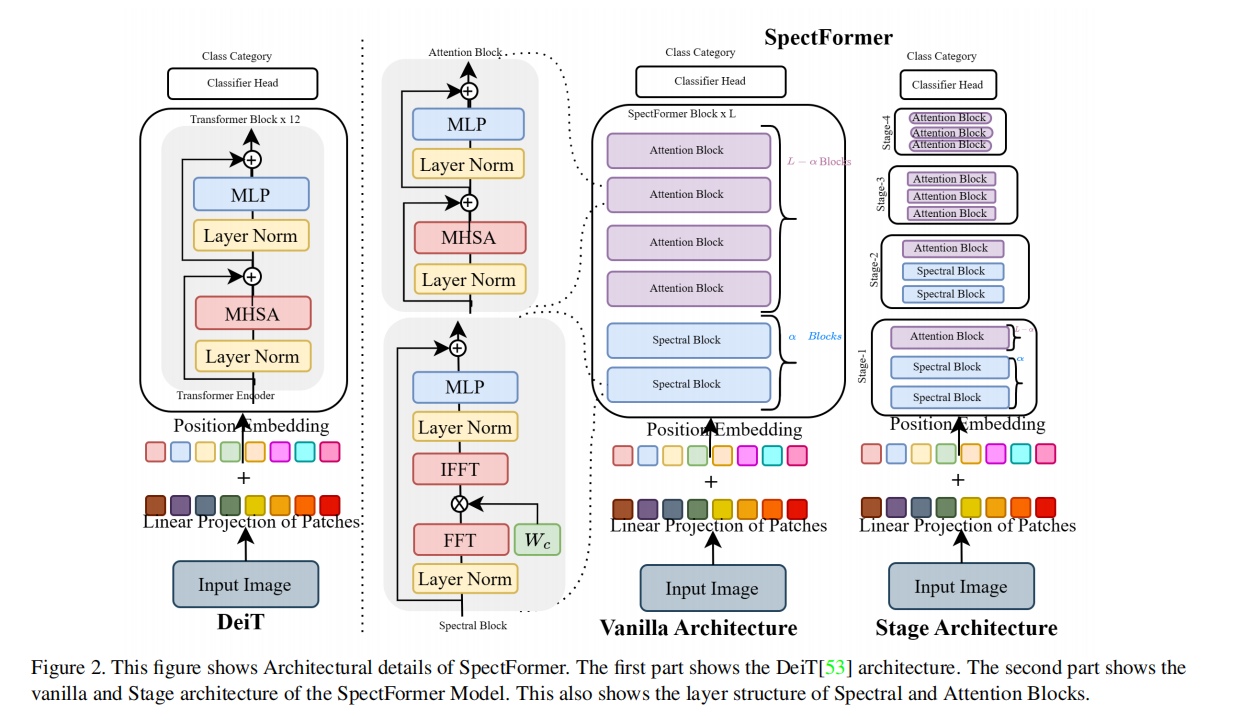 SpectFormer
Class Category
Classifier Head
Transformer Block x 12
MLP
Layer Norm
MHSA
Layer Norm
Transformer Encoder
Position Embedding
+
Linear Projection of Patches
Input Image
DeiT
Attention Block
MLP
Layer Norm
MHSA
Layer Norm
MLP
Layer Norm
IFFT
FFT
W_c
Layer Norm
Spectral Block
Class Category
Classifier Head
SpectFormer Block x L
Attention Block
L − α Blocks
Attention Block
Attention Block
Attention Block
Spectral Block
α Blocks
Spectral Block
Position Embedding
+
Linear Projection of Patches
Input Image
Vanilla Architecture
Class Category
Classifier Head
Stage-4
Attention Block
Attention Block
Attention Block
Stage-3
Attention Block
Attention Block
Attention Block
Stage-2
Attention Block
Spectral Block
Spectral Block
Stage-1
Attention Block
L − α
Spectral Block
α
Spectral Block
Position Embedding
+
Linear Projection of Patches
Input Image
Stage Architecture
Figure 2. This figure shows Architectural details of SpectFormer. The first part shows the DeiT[53] architecture. The second part shows the
vanilla and Stage architecture of the SpectFormer Model. This also shows the layer structure of Spectral and Attention Blocks.